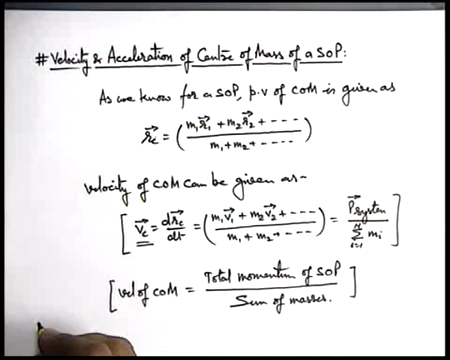 # Velocity & Acceleration of Centre of Mass of a SOP:
As we know for a SOP, p.v of COM is given as
r⃗c = (m₁r⃗₁ + m₂r⃗₂ + ---- / m₁ + m₂ + -----)
Velocity of COM can be given as-
[ v⃗c = dr⃗c/dt = (m₁v⃗₁ + m₂v⃗₂ + ---- / m₁ + m₂ + ----) = P⃗system / Σᵢ₌₁ᴺ mᵢ ]
[ vel of COM = Total momentum of SOP / Sum of masses. ]